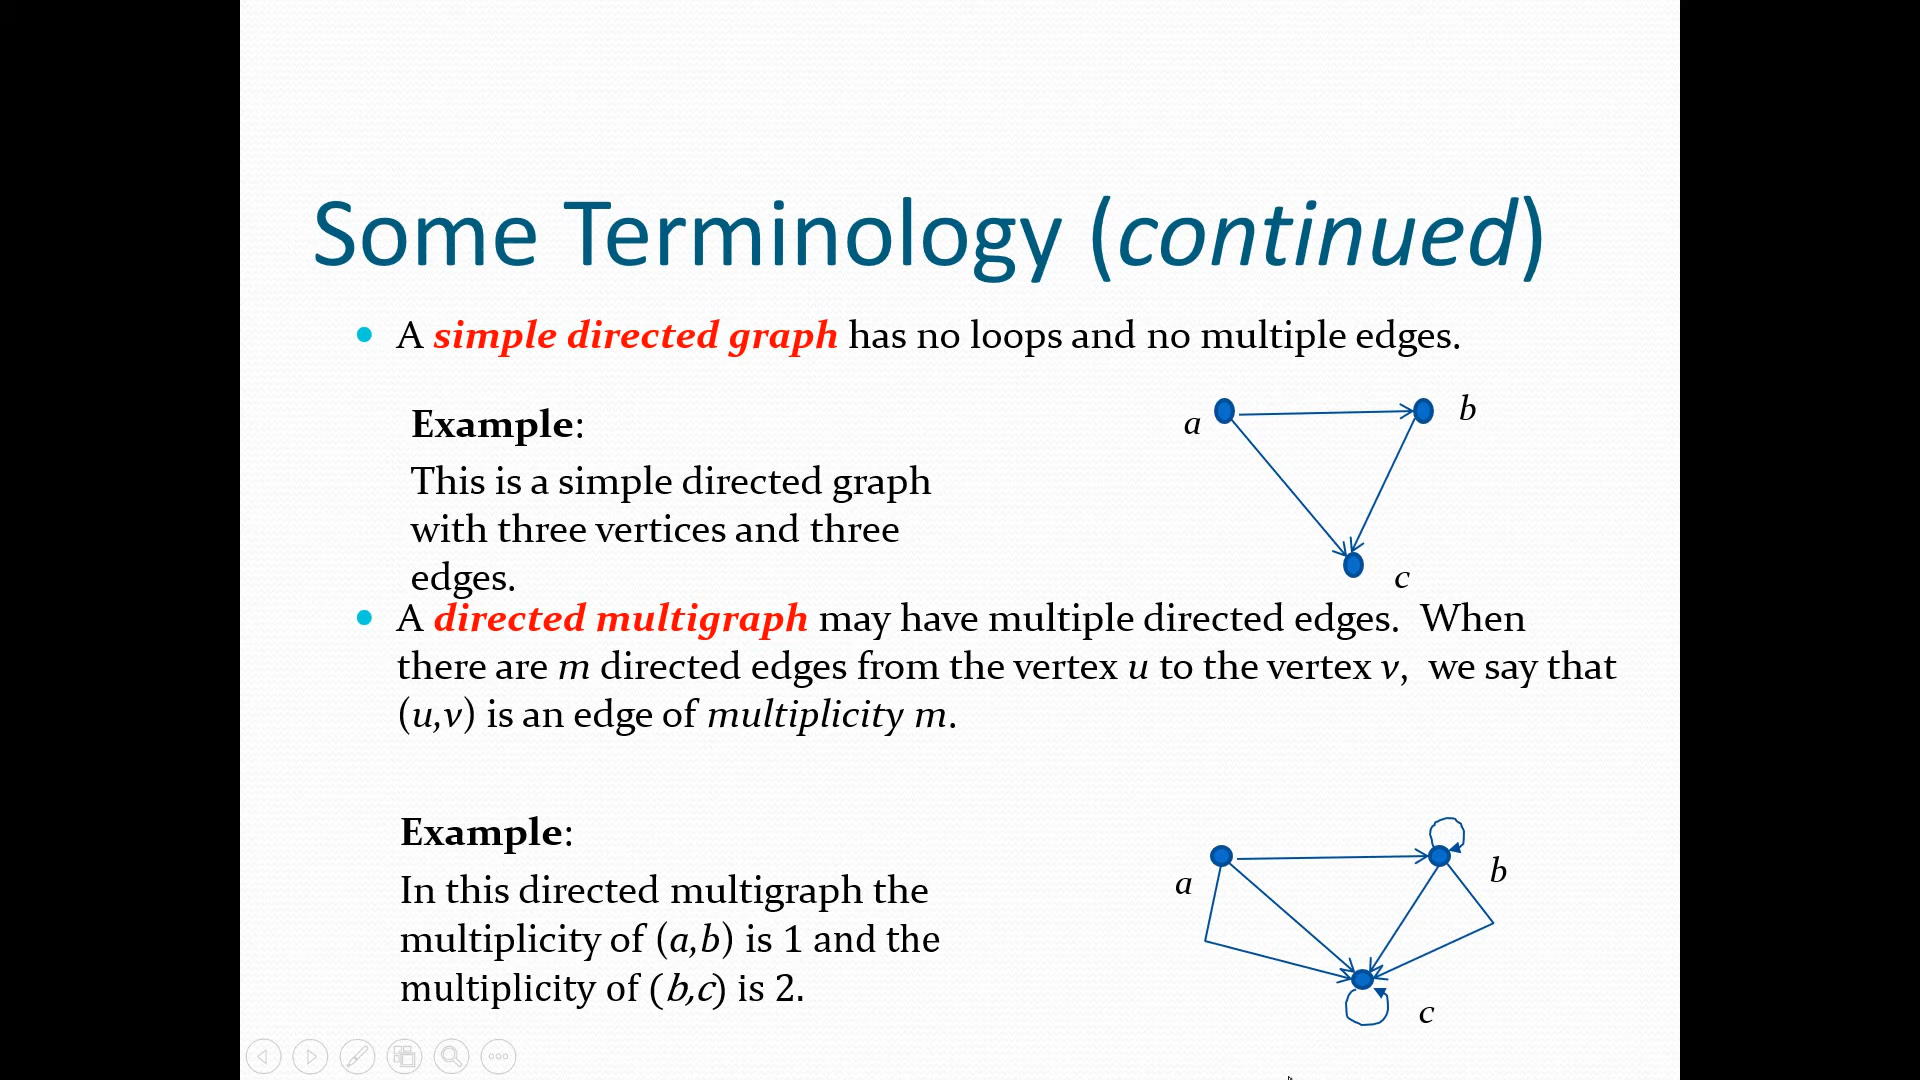 Some Terminology (continued)
A simple directed graph has no loops and no multiple edges.
Example:
This is a simple directed graph
with three vertices and three
edges.
a
b
c
A directed multigraph may have multiple directed edges. When
there are m directed edges from the vertex u to the vertex v, we say that
(u,v) is an edge of multiplicity m.
Example:
In this directed multigraph the
multiplicity of (a,b) is 1 and the
multiplicity of (b,c) is 2.
a
b
c